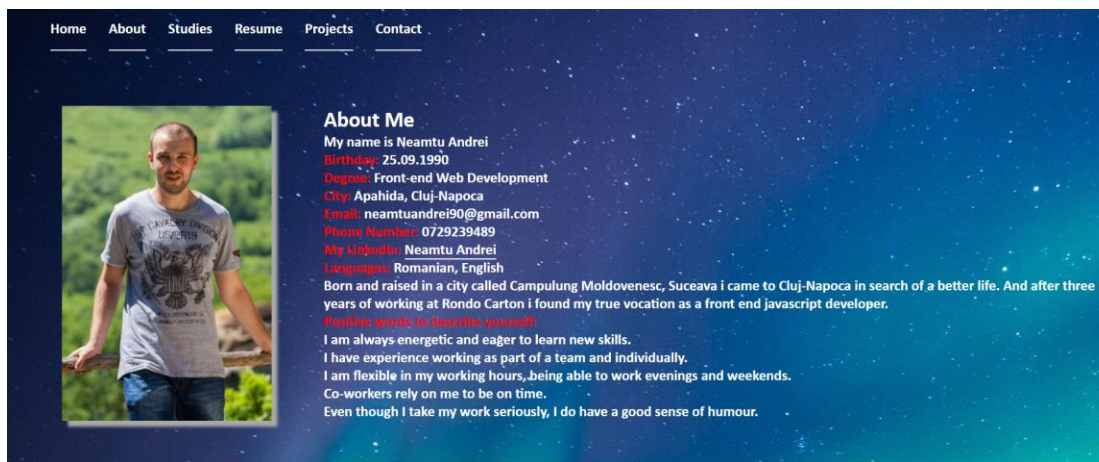 Home About Studies Resume Projects Contact
About Me
My name is Neamtu Andrei
Birthday: 25.09.1990
Degree: Front-end Web Development
City: Apahida, Cluj-Napoca
Email: neamtuandrei90@gmail.com
Phone Number: 0729239489
My LinkedIn: Neamtu Andrei
Languages: Romanian, English
Born and raised in a city called Campulung Moldovenesc, Suceava i came to Cluj-Napoca in search of a better life. And after three
years of working at Rondo Carton i found my true vocation as a front end javascript developer.
Positive words to describe yourself:
I am always energetic and eager to learn new skills.
I have experience working as part of a team and individually.
I am flexible in my working hours, being able to work evenings and weekends.
Co-workers rely on me to be on time.
Even though I take my work seriously, I do have a good sense of humour.
CAVALRY DIVISION